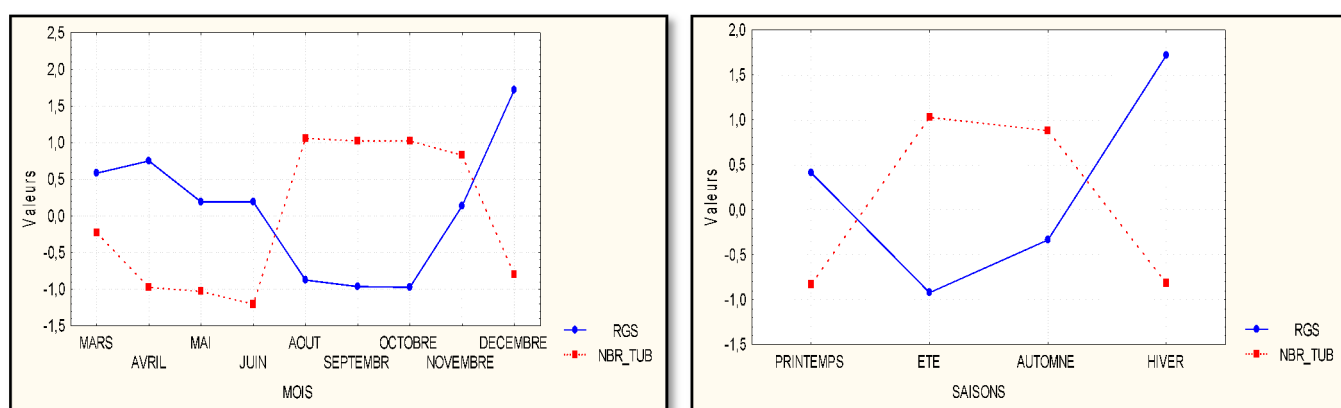 2,5
2,0
1,5
1,0
0,5
0,0
-0,5
-1,0
-1,5
Valeurs
MARS
AVRIL
MAI
JUIN
AOUT
SEPTEMBR
OCTOBRE
NOVEMBRE
DECEMBRE
MOIS
RGS
NBR_TUB
2,0
1,5
1,0
0,5
0,0
-0,5
-1,0
-1,5
Valeurs
PRINTEMPS
ETE
AUTOMNE
HIVER
SAISONS
RGS
NBR_TUB